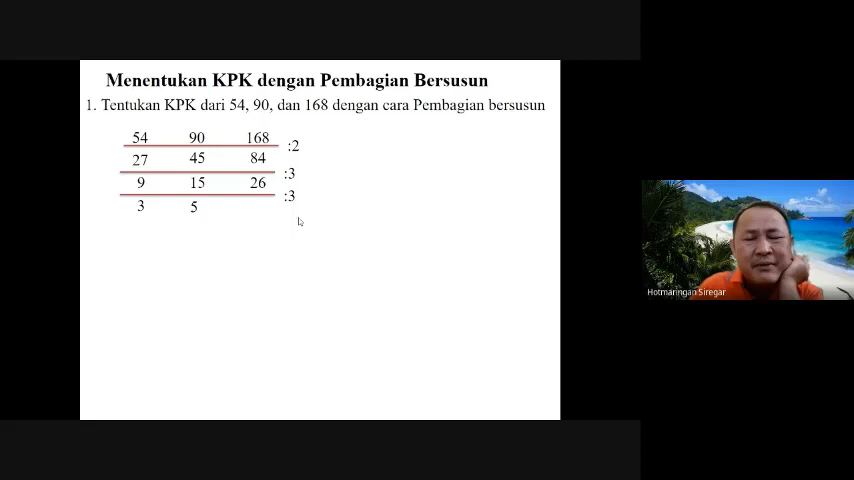 Menentukan KPK dengan Pembagian Bersusun
1. Tentukan KPK dari 54, 90, dan 168 dengan cara Pembagian bersusun
54 90 168 :2
27 45 84
9 15 26 :3
3 5 :3
Hotmaringan Siregar